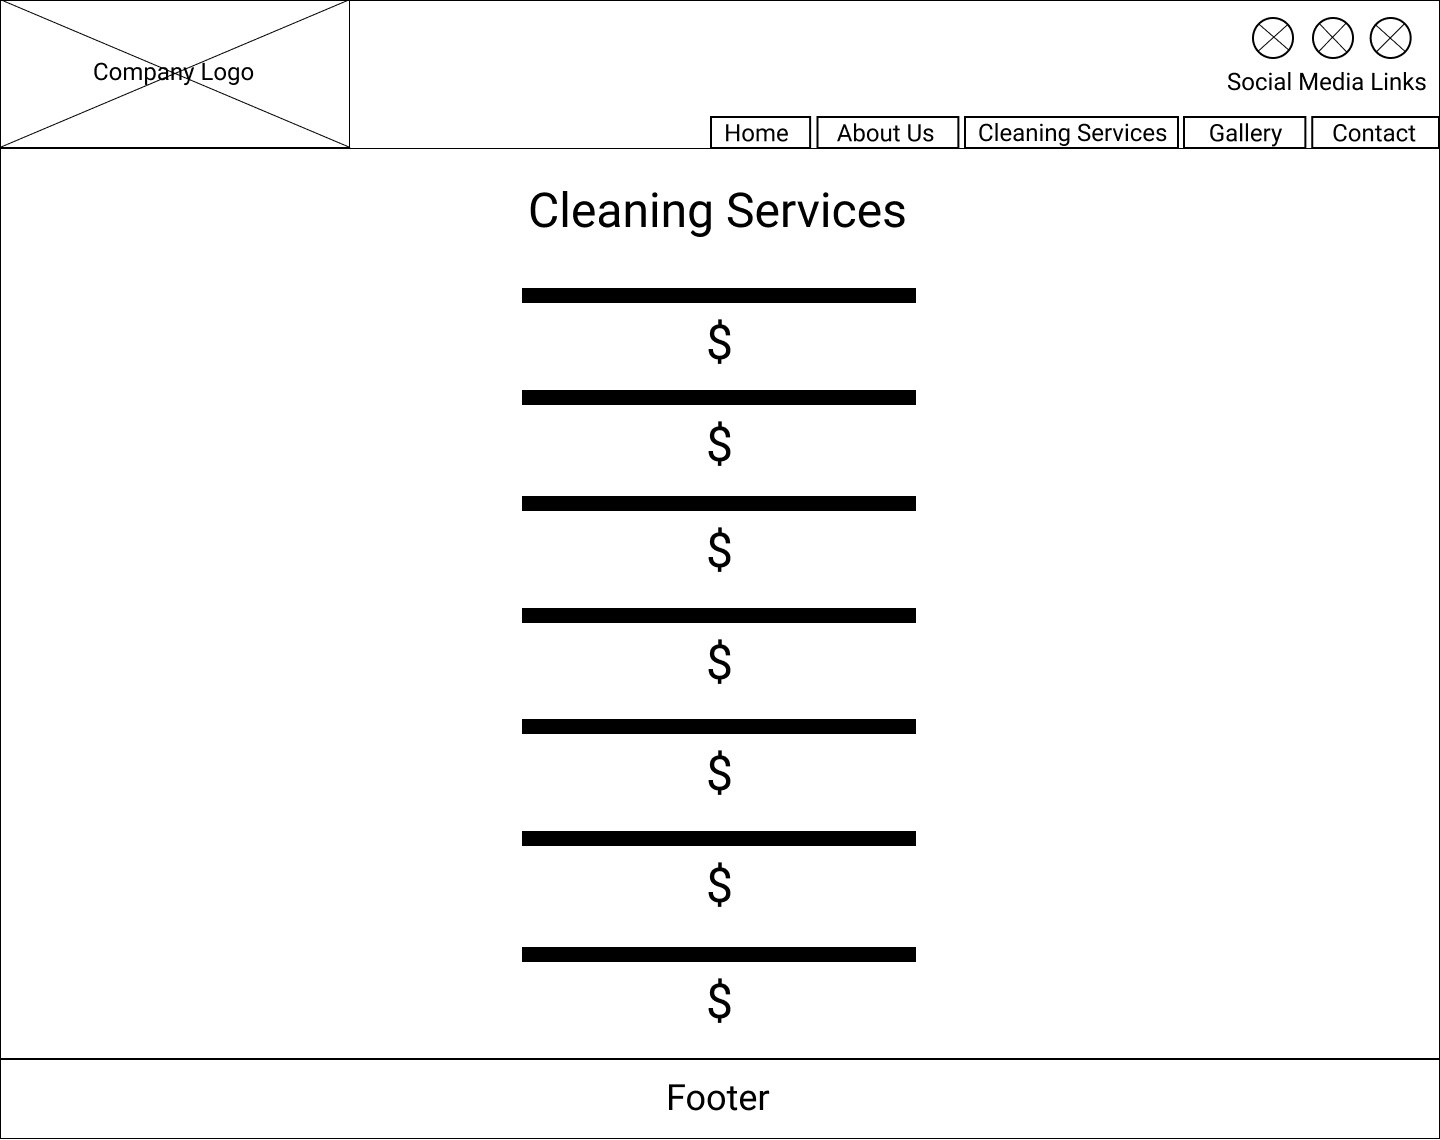 Company Logo
Social Media Links
Home
About Us
Cleaning Services
Gallery
Contact
Cleaning Services
$
$
$
$
$
$
$
Footer